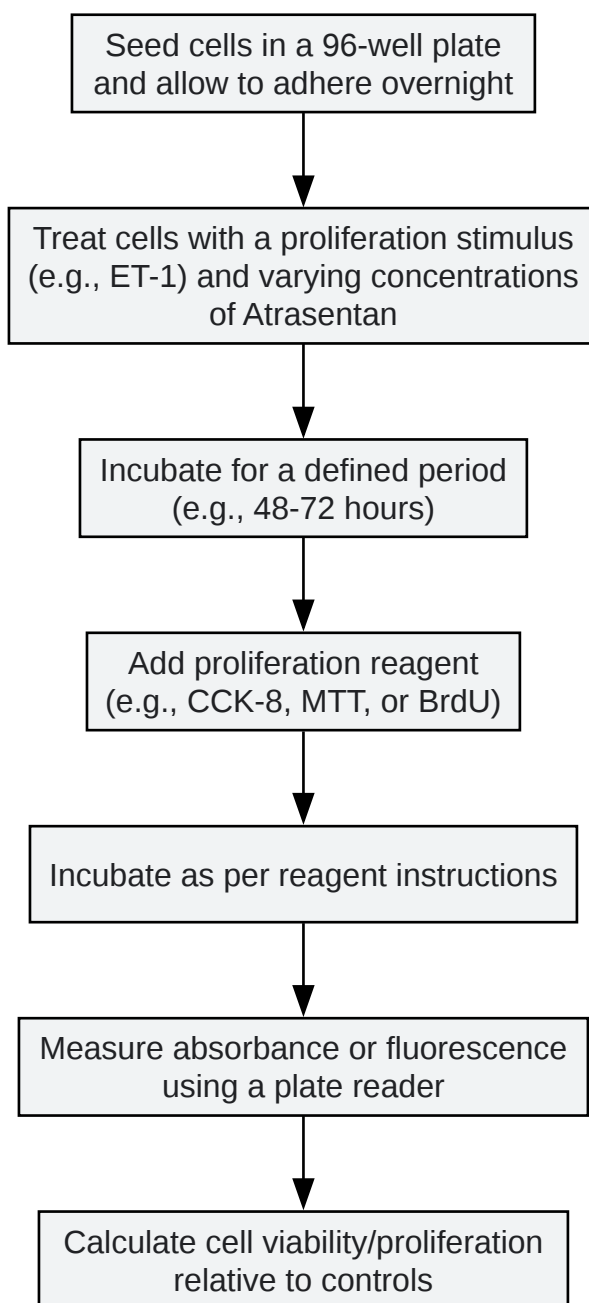 Seed cells in a 96-well plate
and allow to adhere overnight
Treat cells with a proliferation stimulus
(e.g., ET-1) and varying concentrations
of Atrasentan
Incubate for a defined period
(e.g., 48-72 hours)
Add proliferation reagent
(e.g., CCK-8, MTT, or BrdU)
Incubate as per reagent instructions
Measure absorbance or fluorescence
using a plate reader
Calculate cell viability/proliferation
relative to controls